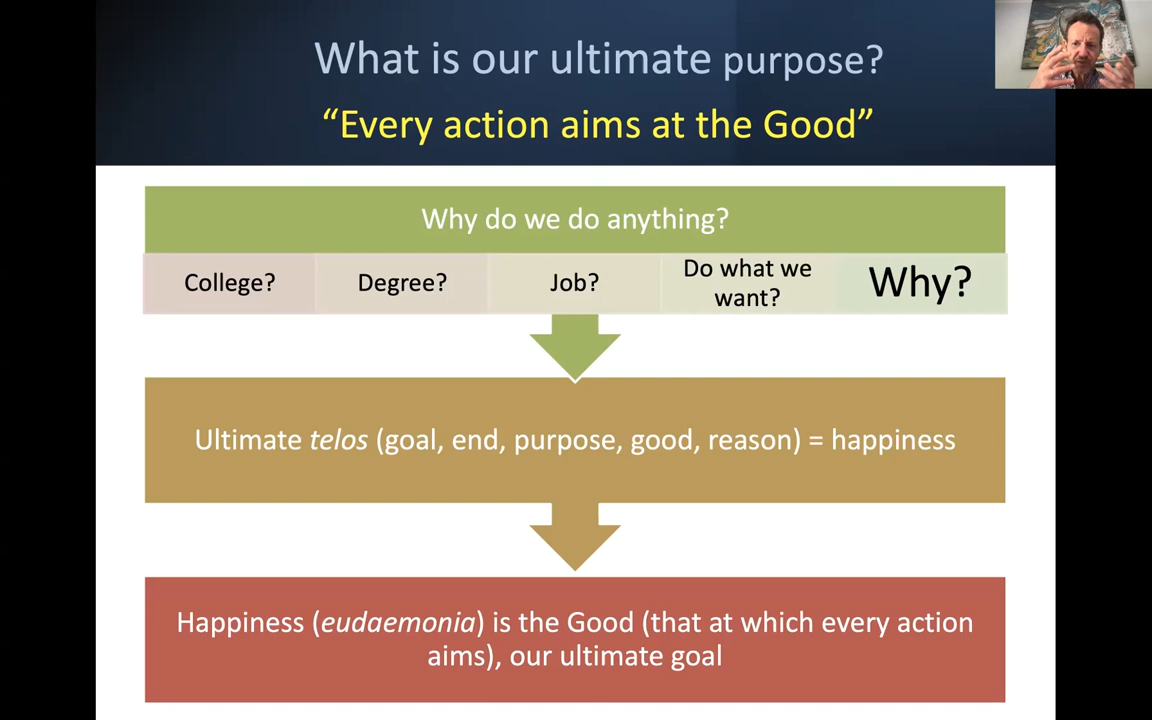 What is our ultimate purpose?
“Every action aims at the Good”
Why do we do anything?
College?
Degree?
Job?
Do what we
want?
Why?
Ultimate telos (goal, end, purpose, good, reason) = happiness
Happiness (eudaemonia) is the Good (that at which every action
aims), our ultimate goal